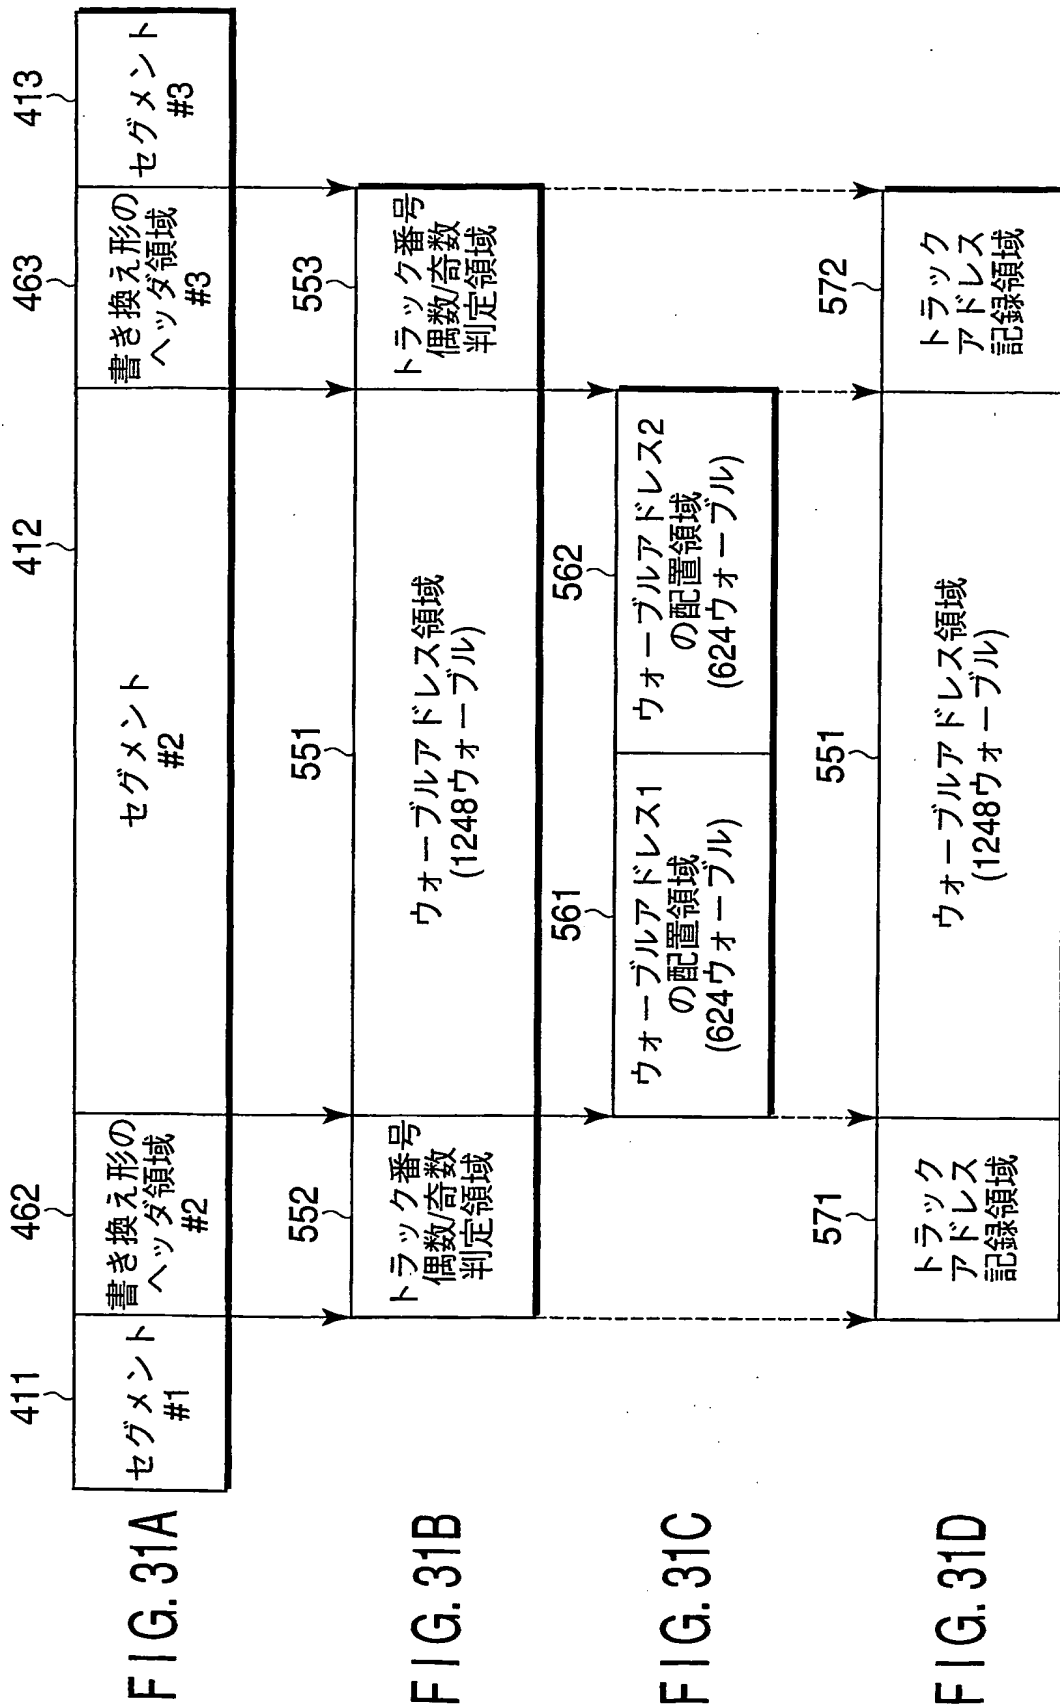 FIG. 31A
411
462
412
463
413
セグメント
#1
書き換え形の
ヘッダ領域
#2
セグメント
#2
書き換え形の
ヘッダ領域
#3
セグメント
#3
FIG. 31B
552
551
553
トラック番号
偶数/奇数
判定領域
ウォーブルアドレス領域
(1248ウォーブル)
トラック番号
偶数/奇数
判定領域
FIG. 31C
561
562
ウォーブルアドレス1
の配置領域
(624ウォーブル)
ウォーブルアドレス2
の配置領域
(624ウォーブル)
FIG. 31D
571
551
572
トラック
アドレス
記録領域
ウォーブルアドレス領域
(1248ウォーブル)
トラック
アドレス
記録領域